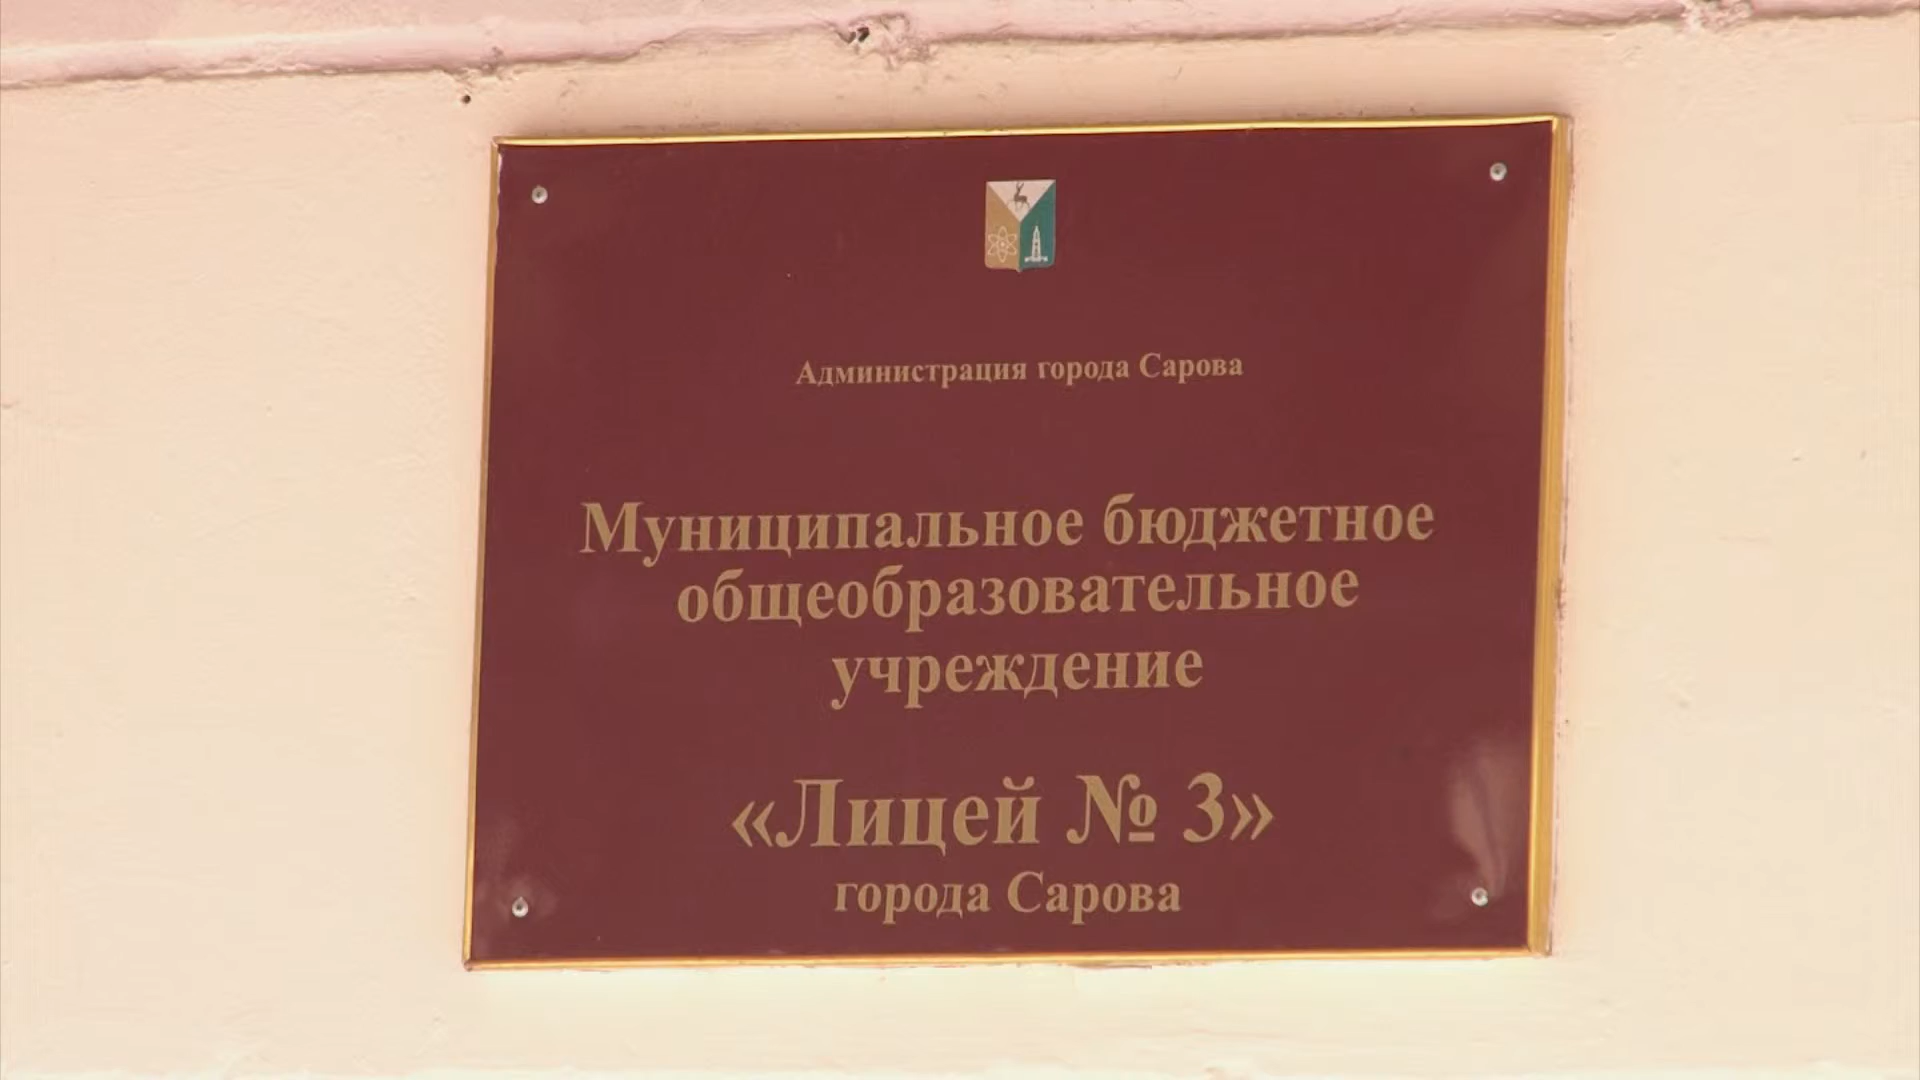 Администрация города Сарова
Муниципальное бюджетное
общеобразовательное
учреждение
«Лицей № 3»
города Сарова